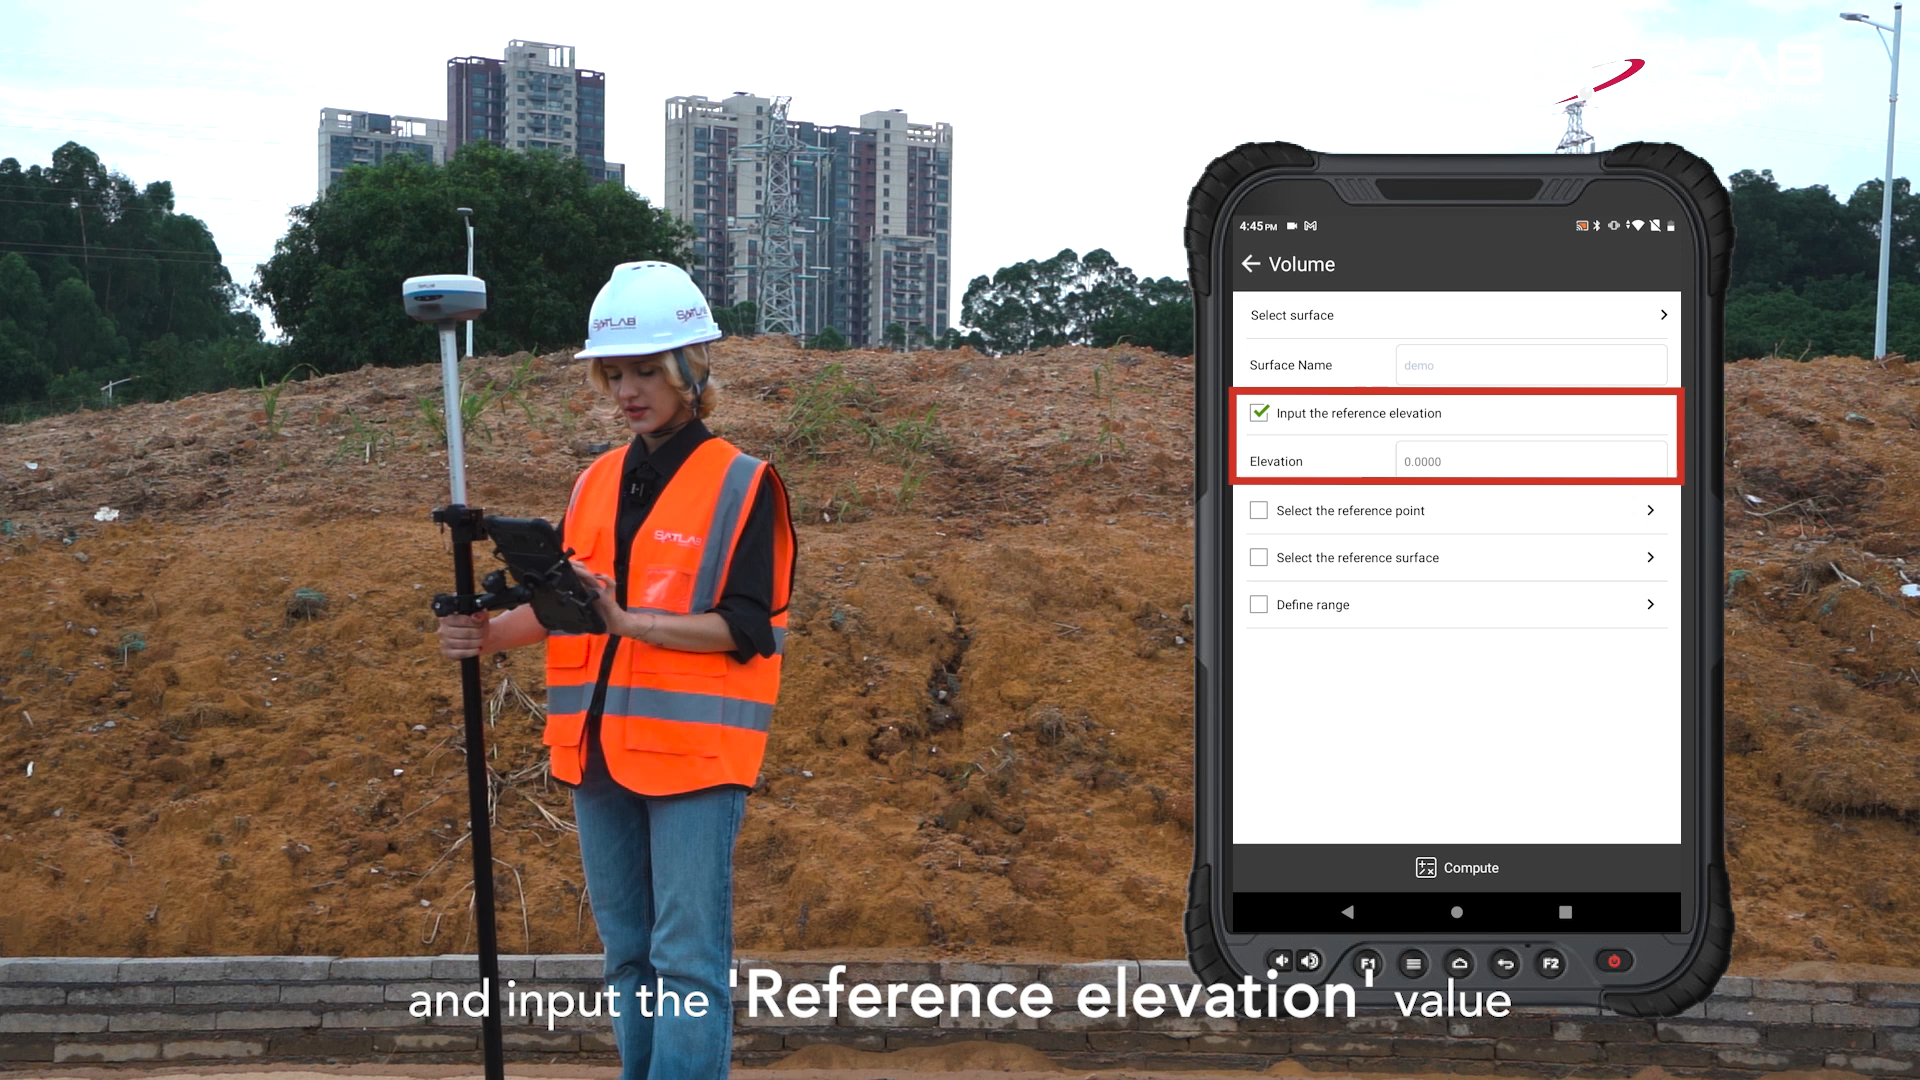 SATLAB
SATLAB
SATLAB
4:45 PM
Volume
Select surface
Surface Name
demo
Input the reference elevation
Elevation
0.0000
Select the reference point
Select the reference surface
Define range
Compute
F1
F2
and input the 'Reference elevation' value